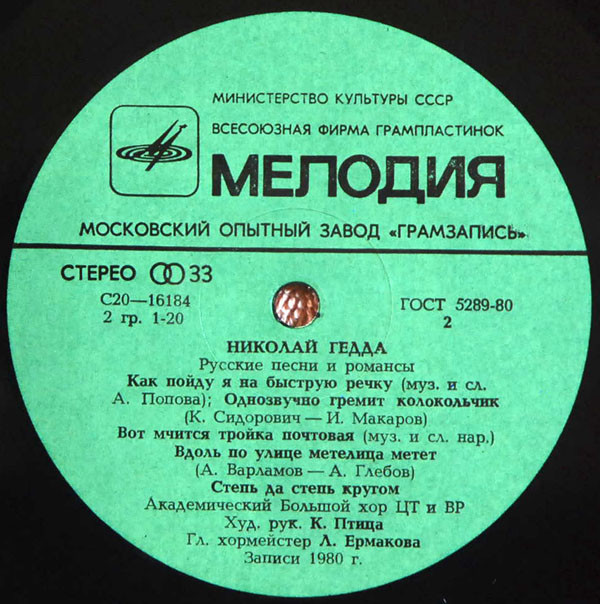 МИНИСТЕРСТВО КУЛЬТУРЫ СССР
ВСЕСОЮЗНАЯ ФИРМА ГРАМПЛАСТИНОК
МЕЛОДИЯ
МОСКОВСКИЙ ОПЫТНЫЙ ЗАВОД «ГРАМЗАПИСЬ»
СТЕРЕО 33
С20—16184
2 гр. 1-20
ГОСТ 5289-80
2
НИКОЛАЙ ГЕДДА
Русские песни и романсы
Как пойду я на быструю речку (муз. и сл.
А. Попова); Однозвучно гремит колокольчик
(К. Сидорович — И. Макаров)
Вот мчится тройка почтовая (муз. и сл. нар.)
Вдоль по улице метелица метет
(А. Варламов — А. Глебов)
Степь да степь кругом
Академический Большой хор ЦТ и ВР
Худ. рук. К. Птица
Гл. хормейстер Л. Ермакова
Записи 1980 г.